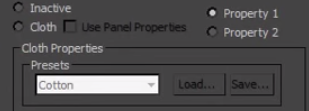 Inactive
Property 1
Cloth Use Panel Properties
Property 2
Cloth Properties
Presets
Cotton Load... Save...